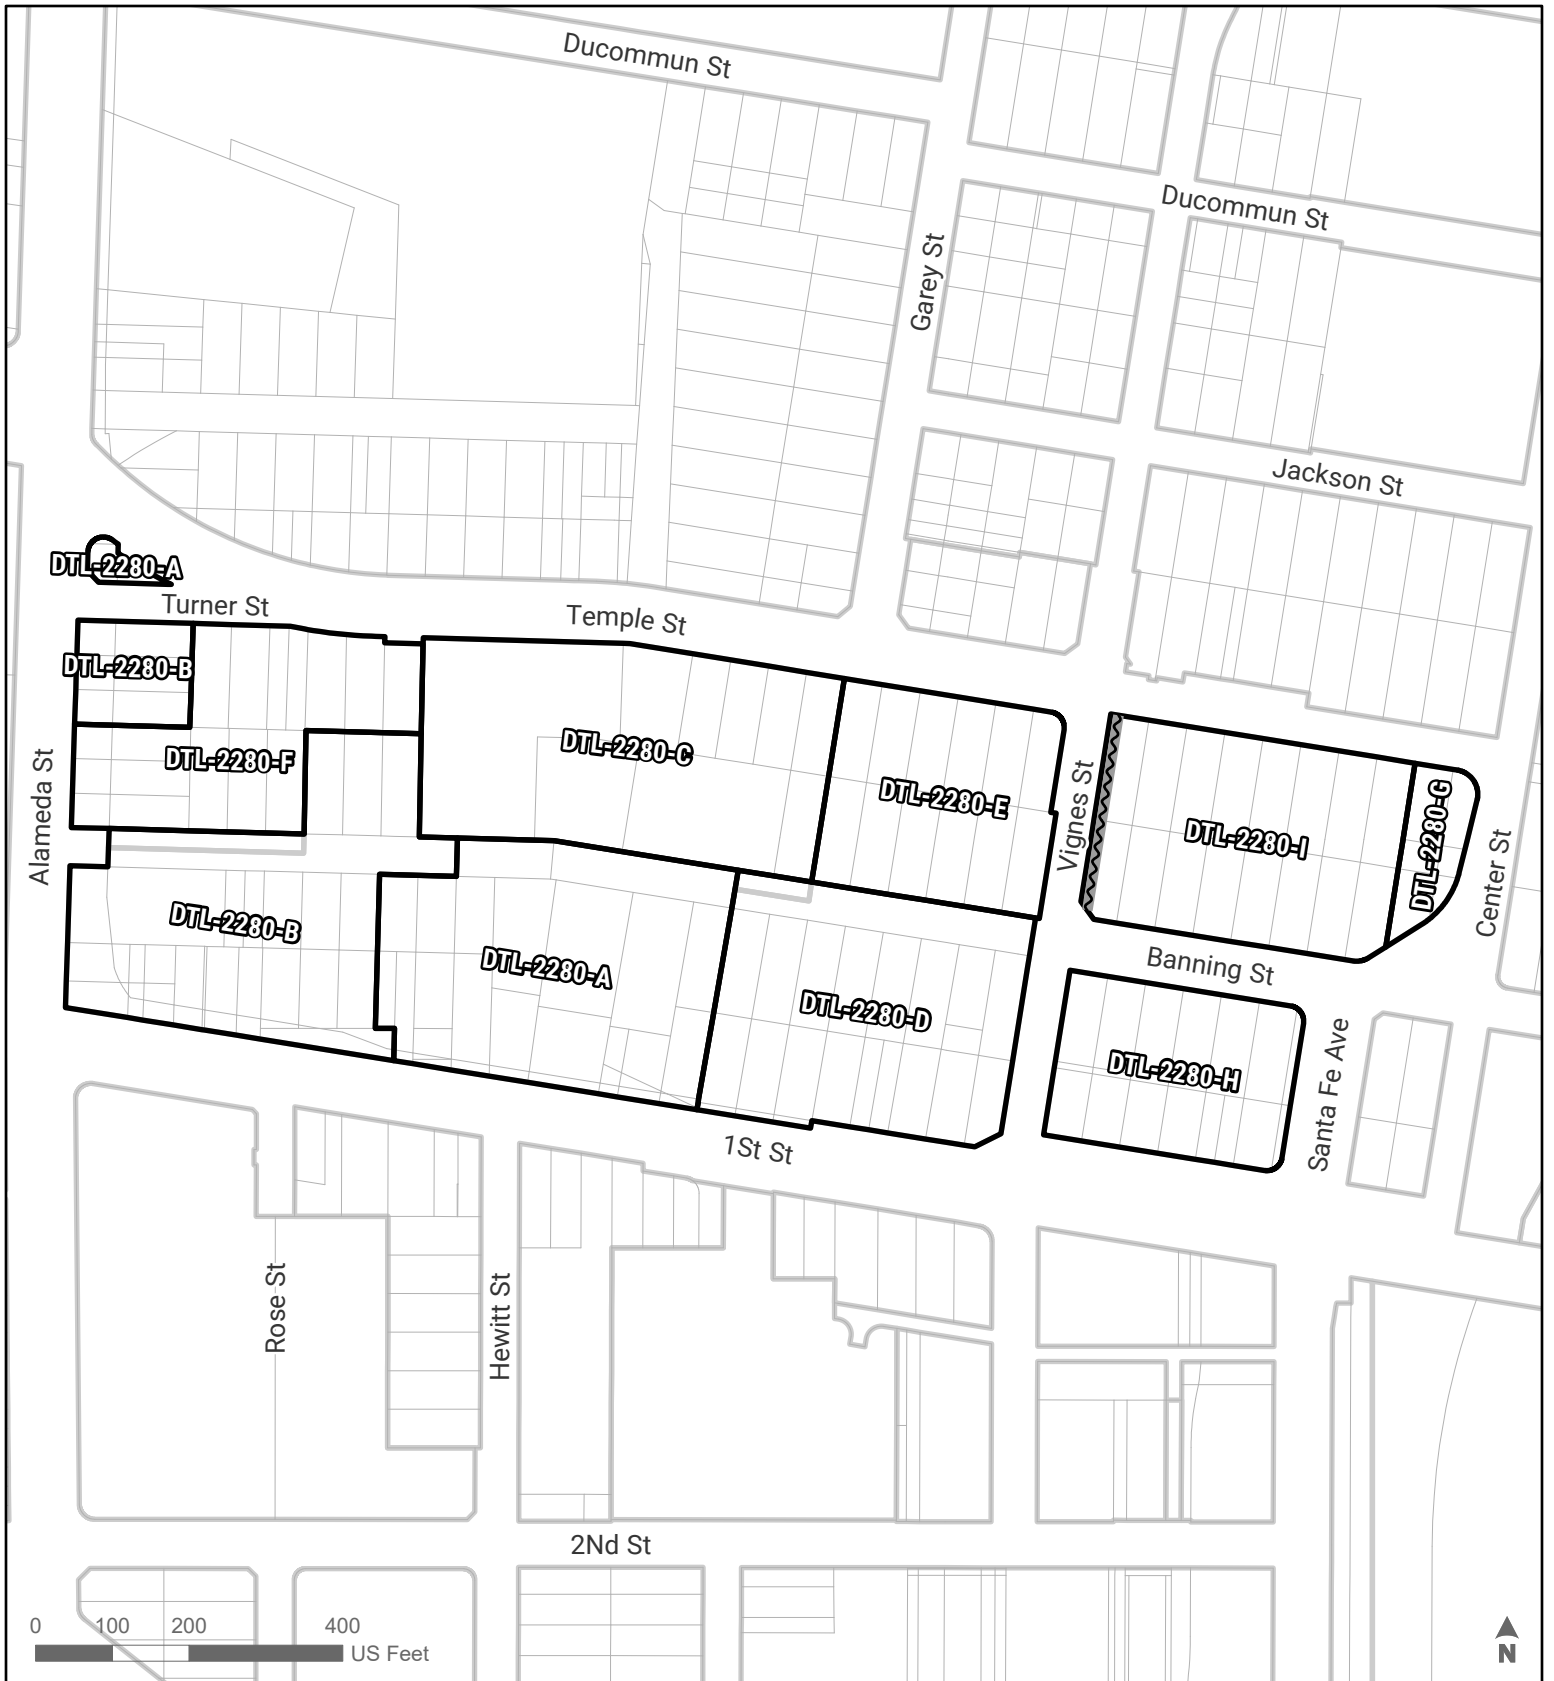 Ducommun St
Ducommun St
Garey St
Jackson St
DTL-2280-A
Turner St
Temple St
DTL-2280-B
DTL-2280-F
DTL-2280-C
DTL-2280-E
Vignes St
DTL-2280-I
DTL-2280-G
Center St
Alameda St
DTL-2280-B
DTL-2280-A
DTL-2280-D
Banning St
DTL-2280-H
Santa Fe Ave
1St St
Rose St
Hewitt St
2Nd St
0 100 200 400
US Feet
N